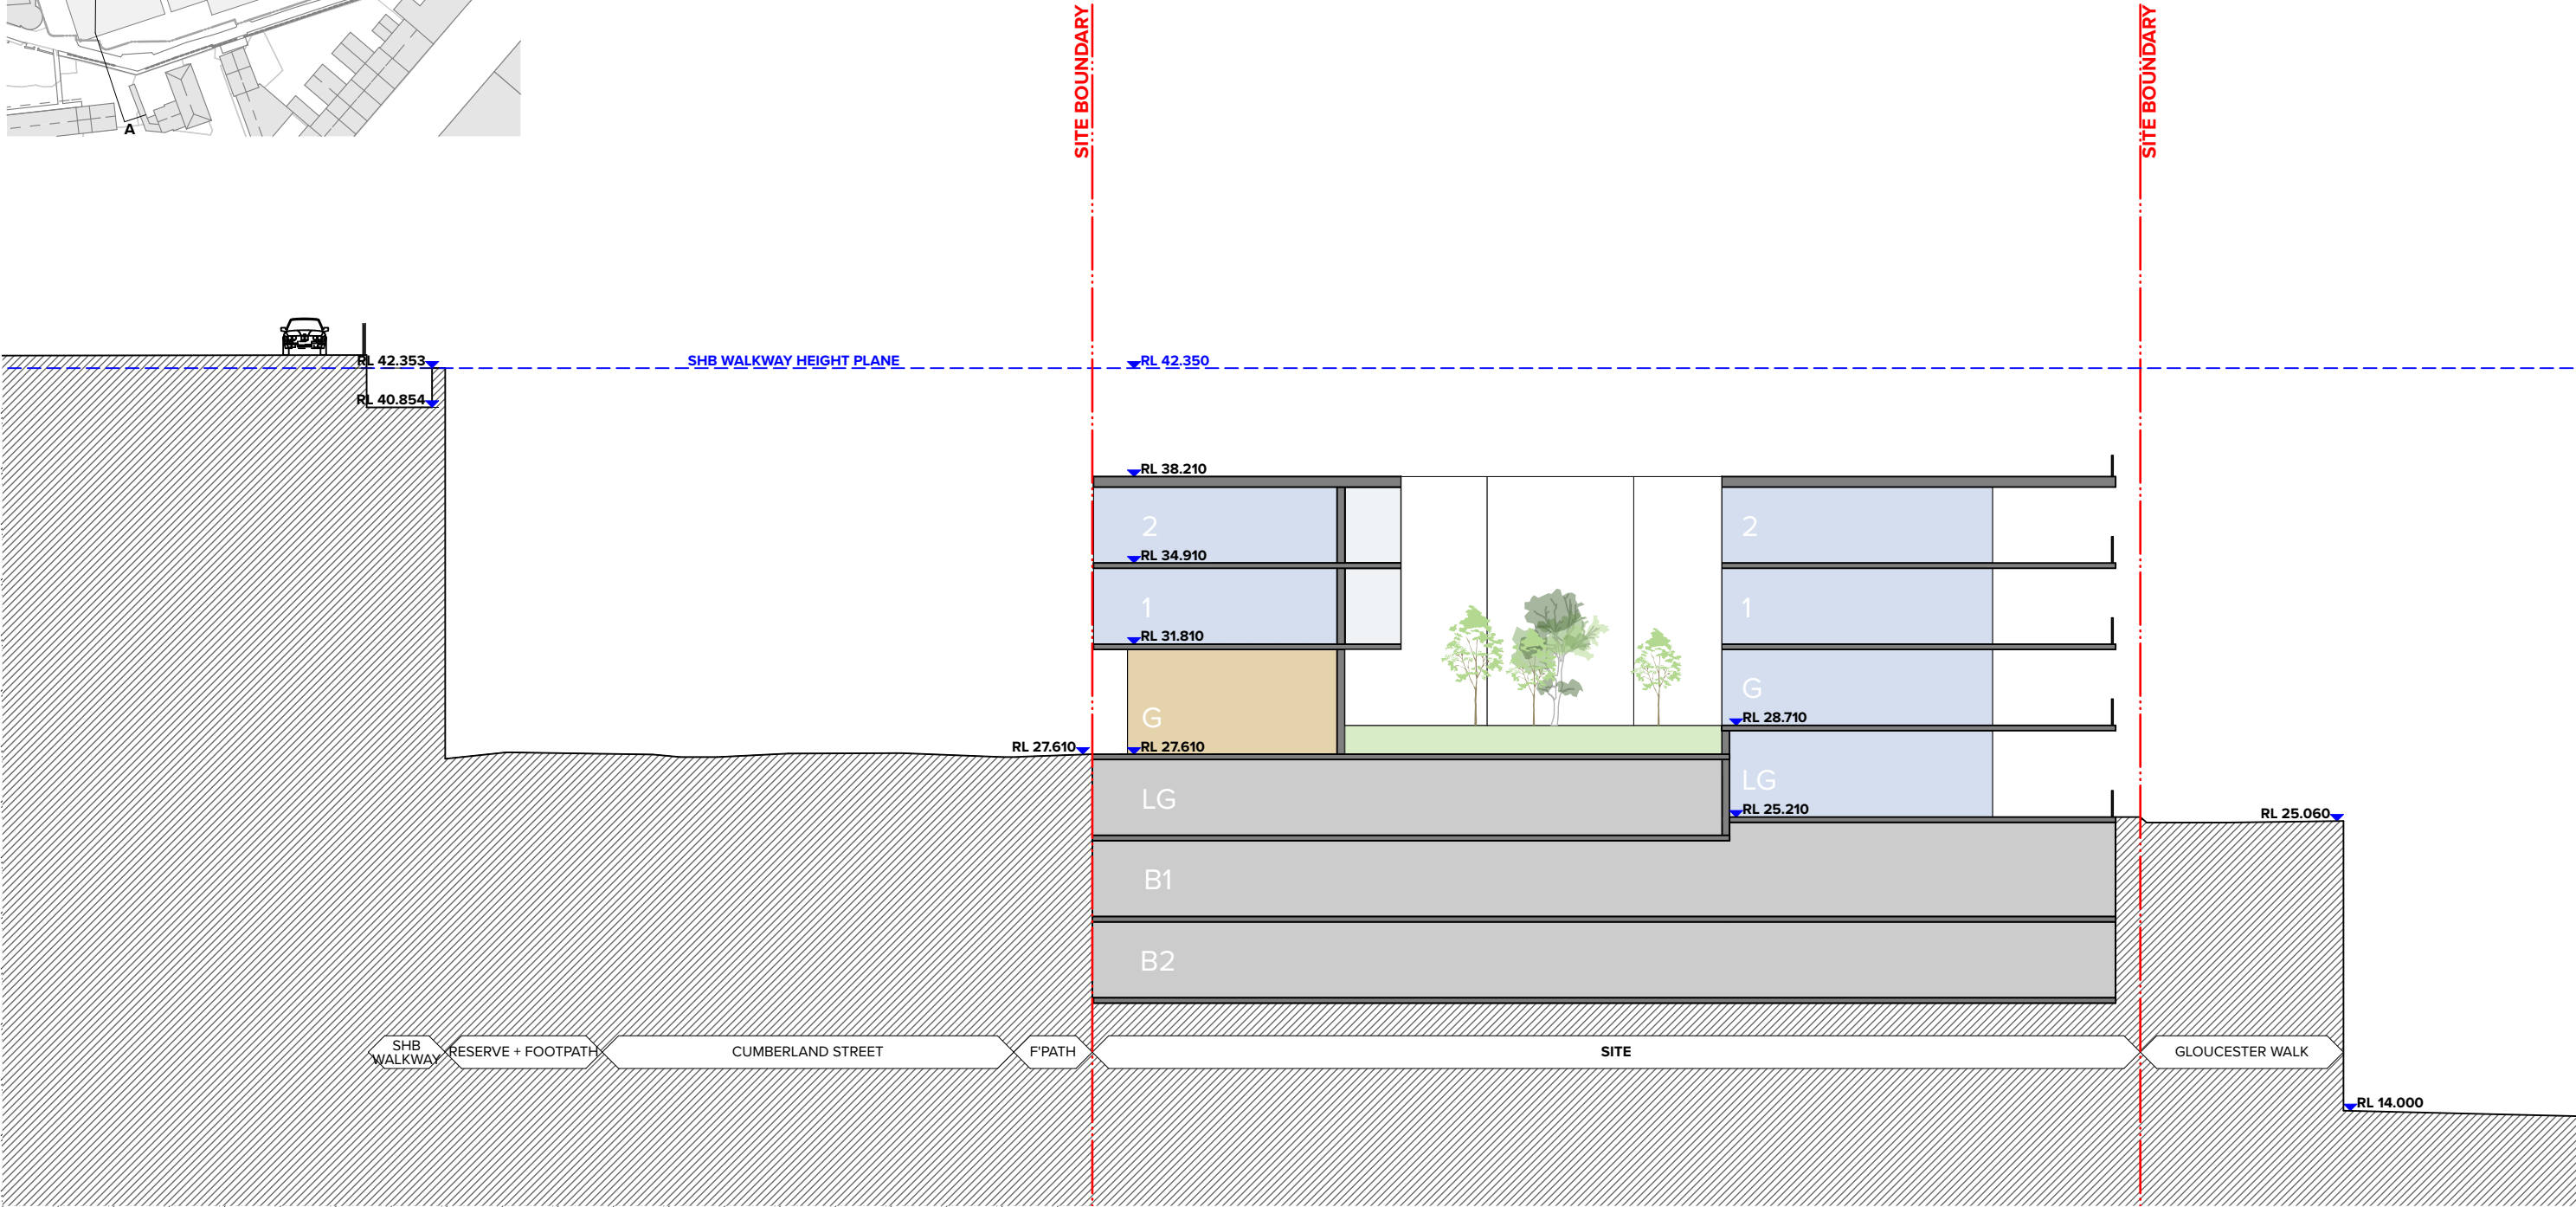 A
SITE BOUNDARY
SITE BOUNDARY
RL 42.353
SHB WALKWAY HEIGHT PLANE
RL 42.350
RL 40.854
RL 38.210
2
2
RL 34.910
1
1
RL 31.810
G
RL 28.710
G
RL 27.610
RL 27.610
LG
LG
RL 25.210
RL 25.060
B1
B2
SHB
WALKWAY
RESERVE + FOOTPATH
CUMBERLAND STREET
F'PATH
SITE
GLOUCESTER WALK
RL 14.000